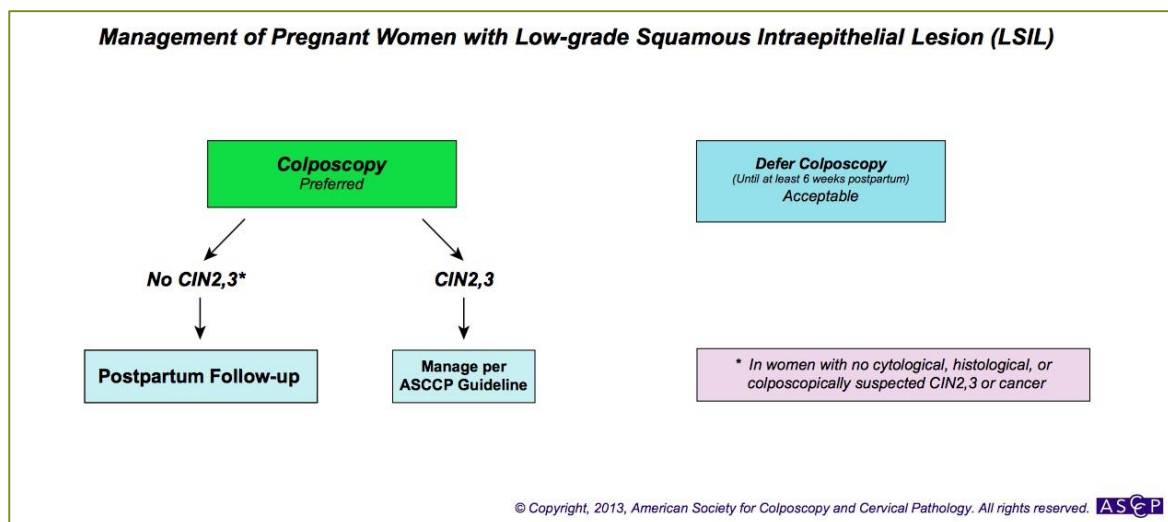 Management of Pregnant Women with Low-grade Squamous Intraepithelial Lesion (LSIL)
Colposcopy
Preferred
Defer Colposcopy
(Until at least 6 weeks postpartum)
Acceptable
No CIN2,3*
CIN2,3
Postpartum Follow-up
Manage per
ASCCP Guideline
* In women with no cytological, histological, or
colposcopically suspected CIN2,3 or cancer
© Copyright, 2013, American Society for Colposcopy and Cervical Pathology. All rights reserved.
ASCCP